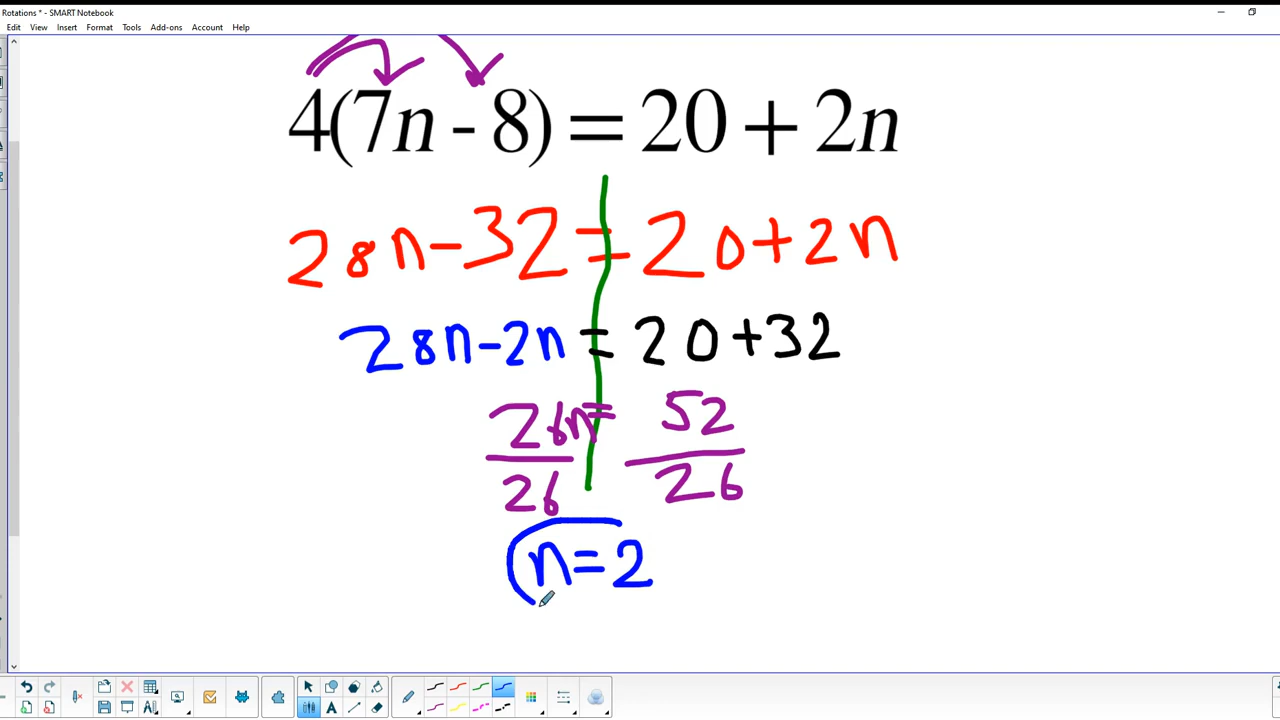 Rotations * - SMART Notebook
Edit View Insert Format Tools Add-ons Account Help
4(7n - 8) = 20 + 2n
28n-32 = 20+2n
28n-2n = 20+32
26n = 52
26 26
n=2
A